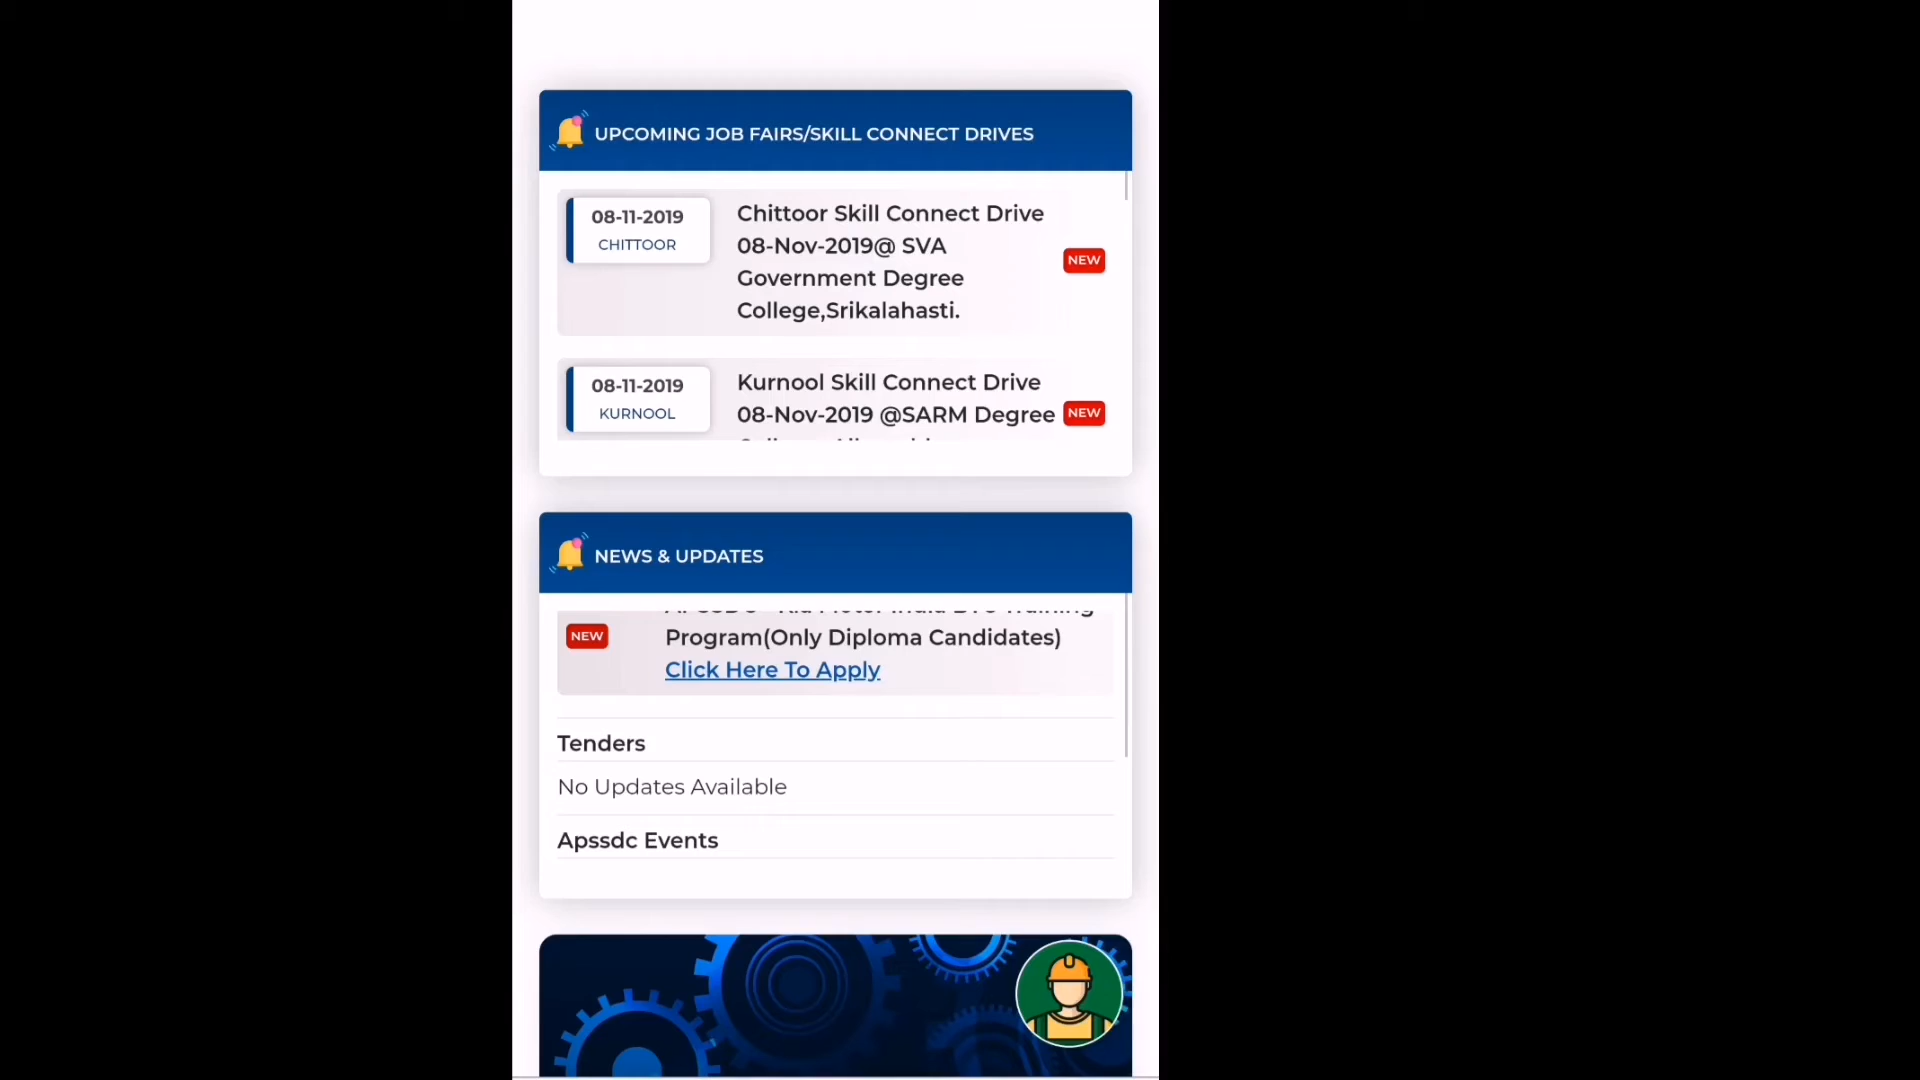 UPCOMING JOB FAIRS/SKILL CONNECT DRIVES
08-11-2019
CHITTOOR
Chittoor Skill Connect Drive
08-Nov-2019@ SVA
Government Degree
College,Srikalahasti.
NEW
08-11-2019
KURNOOL
Kurnool Skill Connect Drive
08-Nov-2019 @SARM Degree
NEW
NEWS & UPDATES
NEW
Program(Only Diploma Candidates)
Click Here To Apply
Tenders
No Updates Available
Apssdc Events